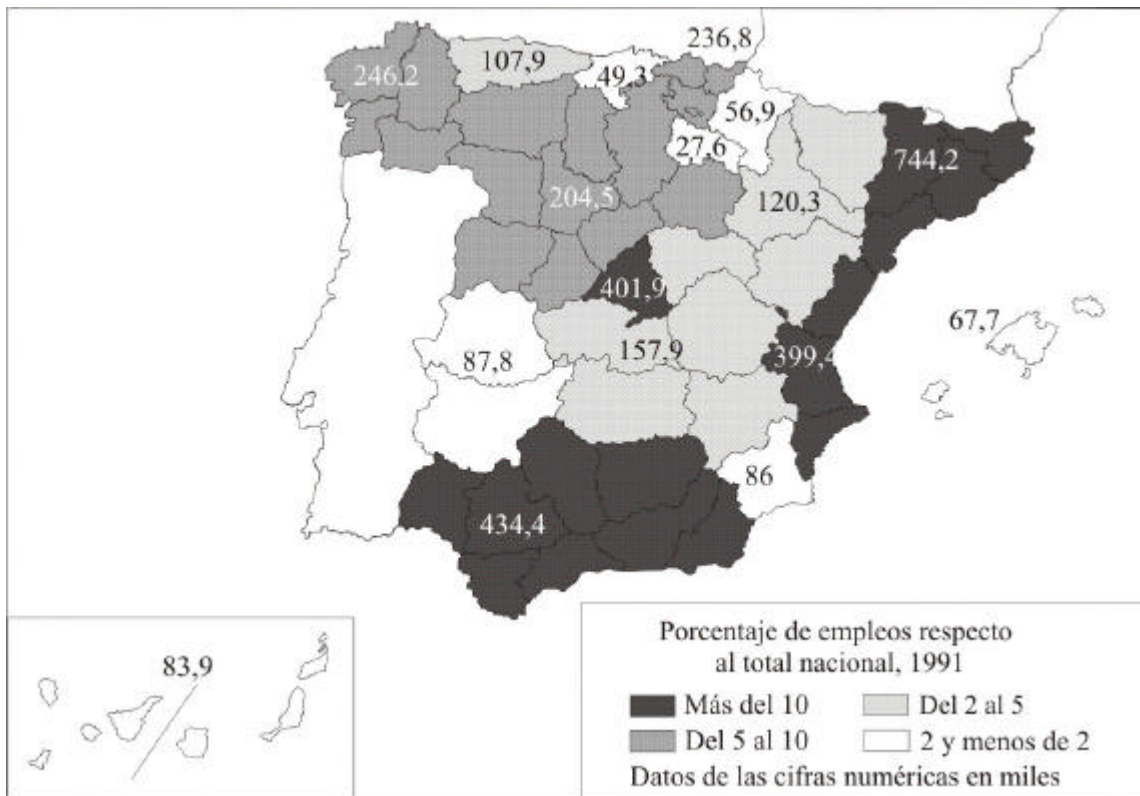 236,8
246,2
107,9
49,3
56,9
27,6
744,2
204,5
120,3
401,9
67,7
87,8
157,9
399,4
86
434,4
83,9
Porcentaje de empleos respecto
al total nacional, 1991
Más del 10
Del 2 al 5
Del 5 al 10
2 y menos de 2
Datos de las cifras numéricas en miles